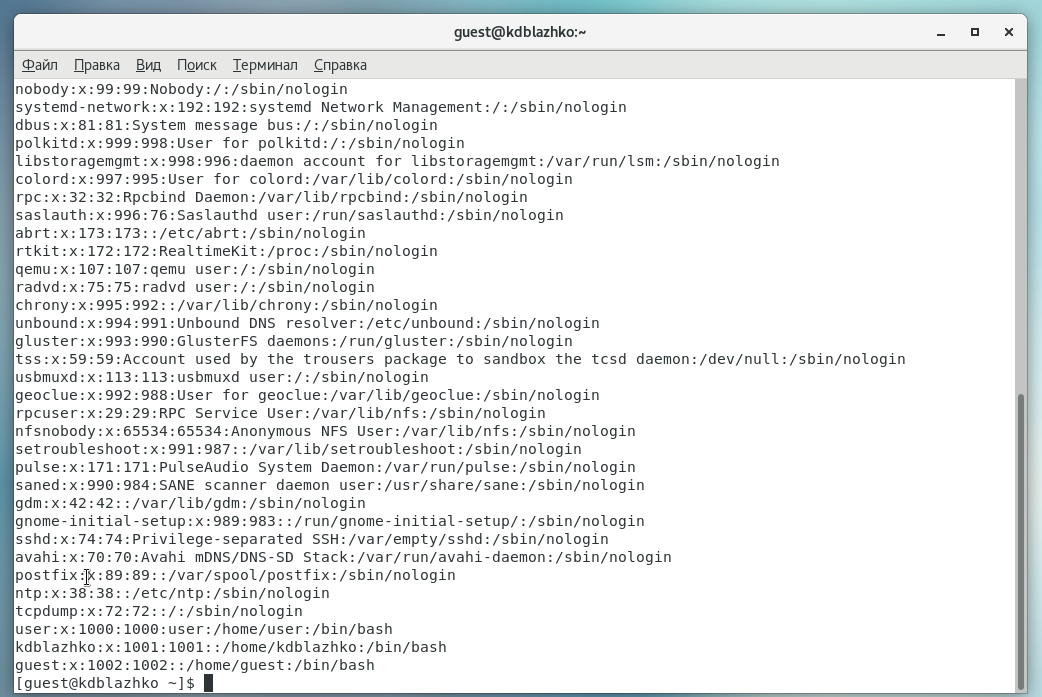 guest@kdblazhko:~
Файл Правка Вид Поиск Терминал Справка
nobody:x:99:99:Nobody:/:/sbin/nologin
systemd-network:x:192:192:systemd Network Management:/:/sbin/nologin
dbus:x:81:81:System message bus:/:/sbin/nologin
polkitd:x:999:998:User for polkitd:/:/sbin/nologin
libstoragemgmt:x:998:996:daemon account for libstoragemgmt:/var/run/lsm:/sbin/nologin
colord:x:997:995:User for colord:/var/lib/colord:/sbin/nologin
rpc:x:32:32:Rpcbind Daemon:/var/lib/rpcbind:/sbin/nologin
saslauth:x:996:76:Saslauthd user:/run/saslauthd:/sbin/nologin
abrt:x:173:173::/etc/abrt:/sbin/nologin
rtkit:x:172:172:RealtimeKit:/proc:/sbin/nologin
qemu:x:107:107:qemu user:/:/sbin/nologin
radvd:x:75:75:radvd user:/:/sbin/nologin
chrony:x:995:992::/var/lib/chrony:/sbin/nologin
unbound:x:994:991:Unbound DNS resolver:/etc/unbound:/sbin/nologin
gluster:x:993:990:GlusterFS daemons:/run/gluster:/sbin/nologin
tss:x:59:59:Account used by the trousers package to sandbox the tcsd daemon:/dev/null:/sbin/nologin
usbmuxd:x:113:113:usbmuxd user:/:/sbin/nologin
geoclue:x:992:988:User for geoclue:/var/lib/geoclue:/sbin/nologin
rpcuser:x:29:29:RPC Service User:/var/lib/nfs:/sbin/nologin
nfsnobody:x:65534:65534:Anonymous NFS User:/var/lib/nfs:/sbin/nologin
setroubleshoot:x:991:987::/var/lib/setroubleshoot:/sbin/nologin
pulse:x:171:171:PulseAudio System Daemon:/var/run/pulse:/sbin/nologin
saned:x:990:984:SANE scanner daemon user:/usr/share/sane:/sbin/nologin
gdm:x:42:42::/var/lib/gdm:/sbin/nologin
gnome-initial-setup:x:989:983::/run/gnome-initial-setup/:/sbin/nologin
sshd:x:74:74:Privilege-separated SSH:/var/empty/sshd:/sbin/nologin
avahi:x:70:70:Avahi mDNS/DNS-SD Stack:/var/run/avahi-daemon:/sbin/nologin
postfix:x:89:89::/var/spool/postfix:/sbin/nologin
ntp:x:38:38::/etc/ntp:/sbin/nologin
tcpdump:x:72:72::/:/sbin/nologin
user:x:1000:1000:user:/home/user:/bin/bash
kdblazhko:x:1001:1001::/home/kdblazhko:/bin/bash
guest:x:1002:1002::/home/guest:/bin/bash
[guest@kdblazhko ~]$